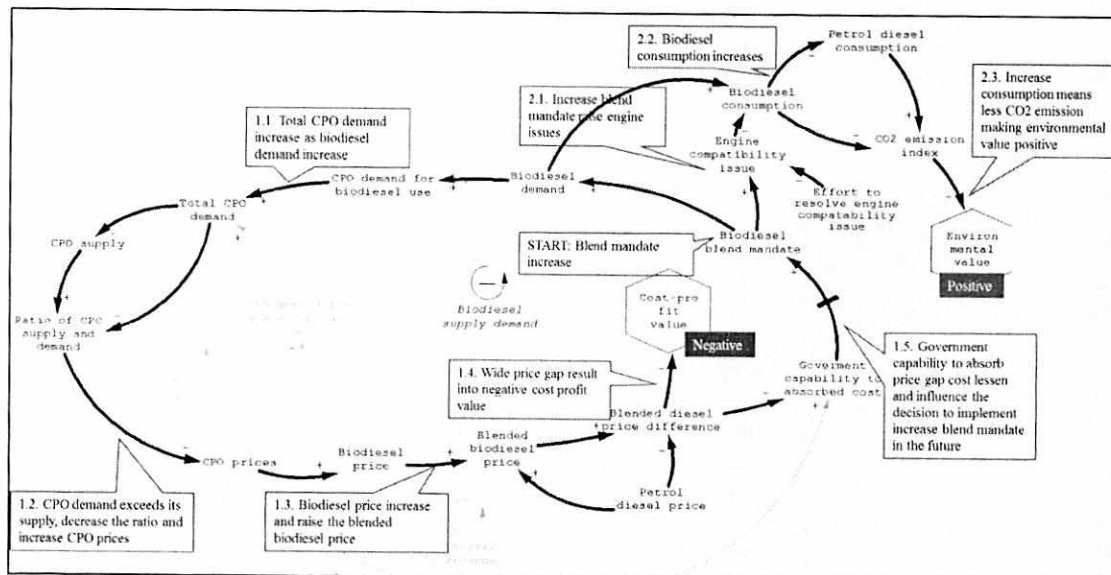 2.2. Biodiesel
consumption increases
Petrol diesel
consumption
2.3. Increase
consumption means
less CO2 emission
making environmental
value positive
2.1. Increase blend
mandate raise engine
issues
Biodiesel
consumption
1.1 Total CPO demand
increase as biodiesel
demand increase
Engine
compatibility
issue
CO2 emission
index
CPO demand for
biodiesel use
Biodiesel
demand
Effort to
resolve engine
compatability
issue
Total CPO
demand
CPO supply
START: Blend mandate
increase
Biodiesel
blend mandate
Environ
mental
value
Positive
Biodiesel
supply demand
Cost-pro
fit
value
Negative
Ratio of CPO
supply and
demand
1.4. Wide price gap result
into negative cost profit
value
Goverment
capability to
absorbed cost
1.5. Government
capability to absorb
price gap cost lessen
and influence the
decision to implement
increase blend mandate
in the future
Blended diesel
price difference
CPO prices
Biodiesel
price
Blended
biodiesel
price
Petrol
diesel price
1.2. CPO demand exceeds its
supply, decrease the ratio and
increase CPO prices
1.3. Biodiesel price increase
and raise the blended
biodiesel price